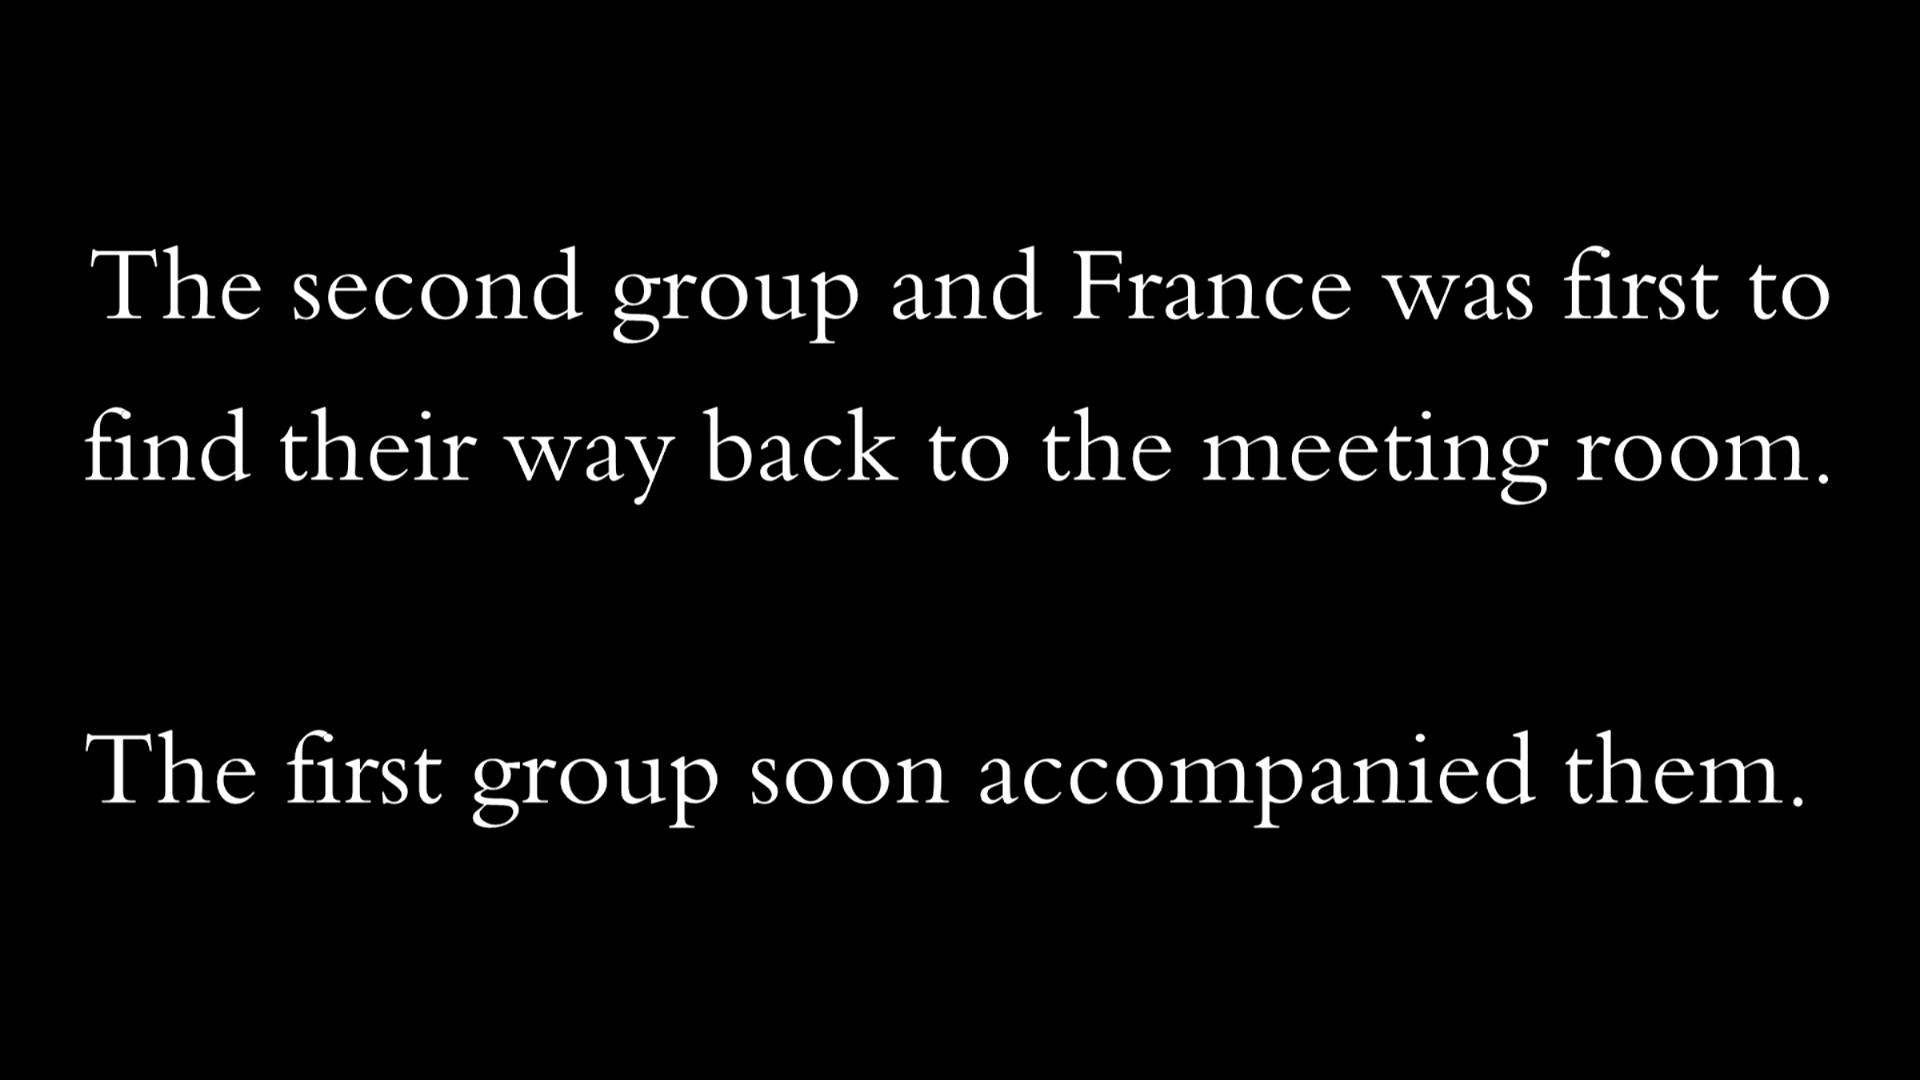 The second group and France was first to
find their way back to the meeting room.
The first group soon accompanied them.